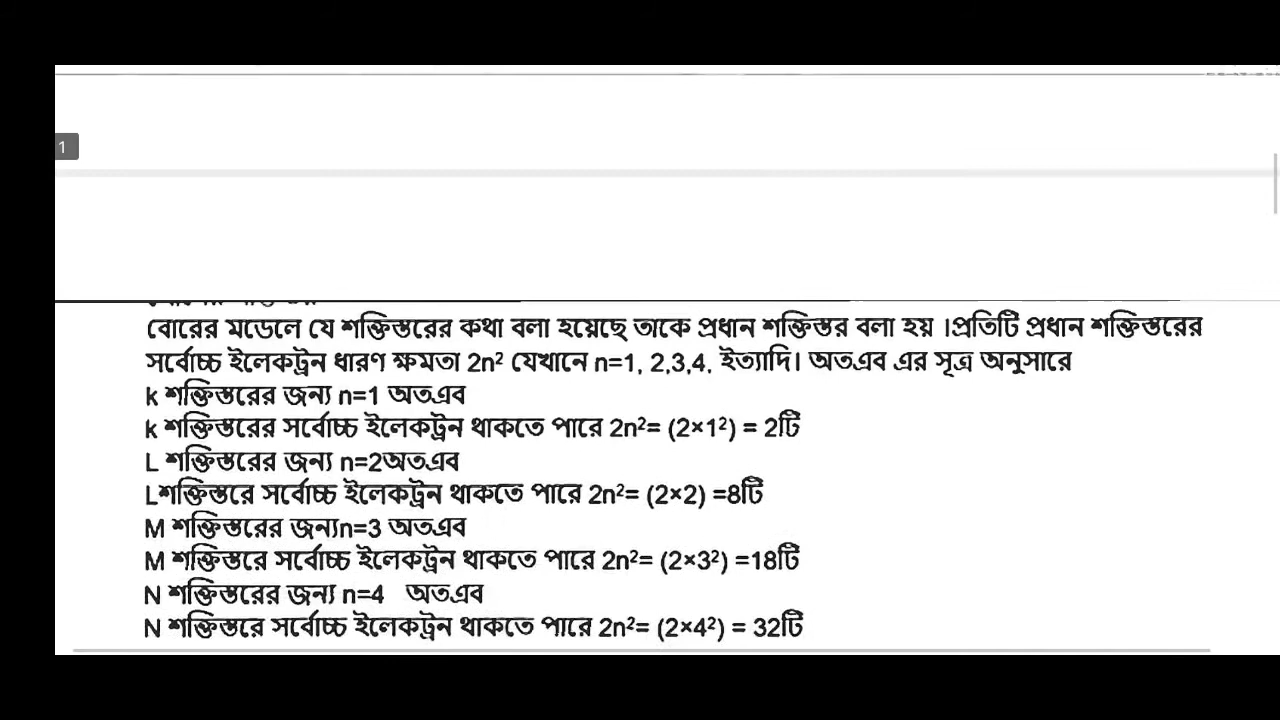 1
বোরের মডেলে যে শক্তিস্তরের কথা বলা হয়েছে তাকে প্রধান শক্তিস্তর বলা হয় ।প্রতিটি প্রধান শক্তিস্তরের
সর্বোচ্চ ইলেকট্রন ধারণ ক্ষমতা 2n² যেখানে n=1, 2,3,4, ইত্যাদি। অতএব এর সূত্র অনুসারে
k শক্তিস্তরের জন্য n=1 অতএব
k শক্তিস্তরের সর্বোচ্চ ইলেকট্রন থাকতে পারে 2n²= (2×1²) = 2টি
L শক্তিস্তরের জন্য n=2অতএব
Lশক্তিস্তরে সর্বোচ্চ ইলেকট্রন থাকতে পারে 2n²= (2×2) =8টি
M শক্তিস্তরের জন্যn=3 অতএব
M শক্তিস্তরে সর্বোচ্চ ইলেকট্রন থাকতে পারে 2n²= (2×3²) =18টি
N শক্তিস্তরের জন্য n=4 অতএব
N শক্তিস্তরে সর্বোচ্চ ইলেকট্রন থাকতে পারে 2n²= (2×4²) = 32টি